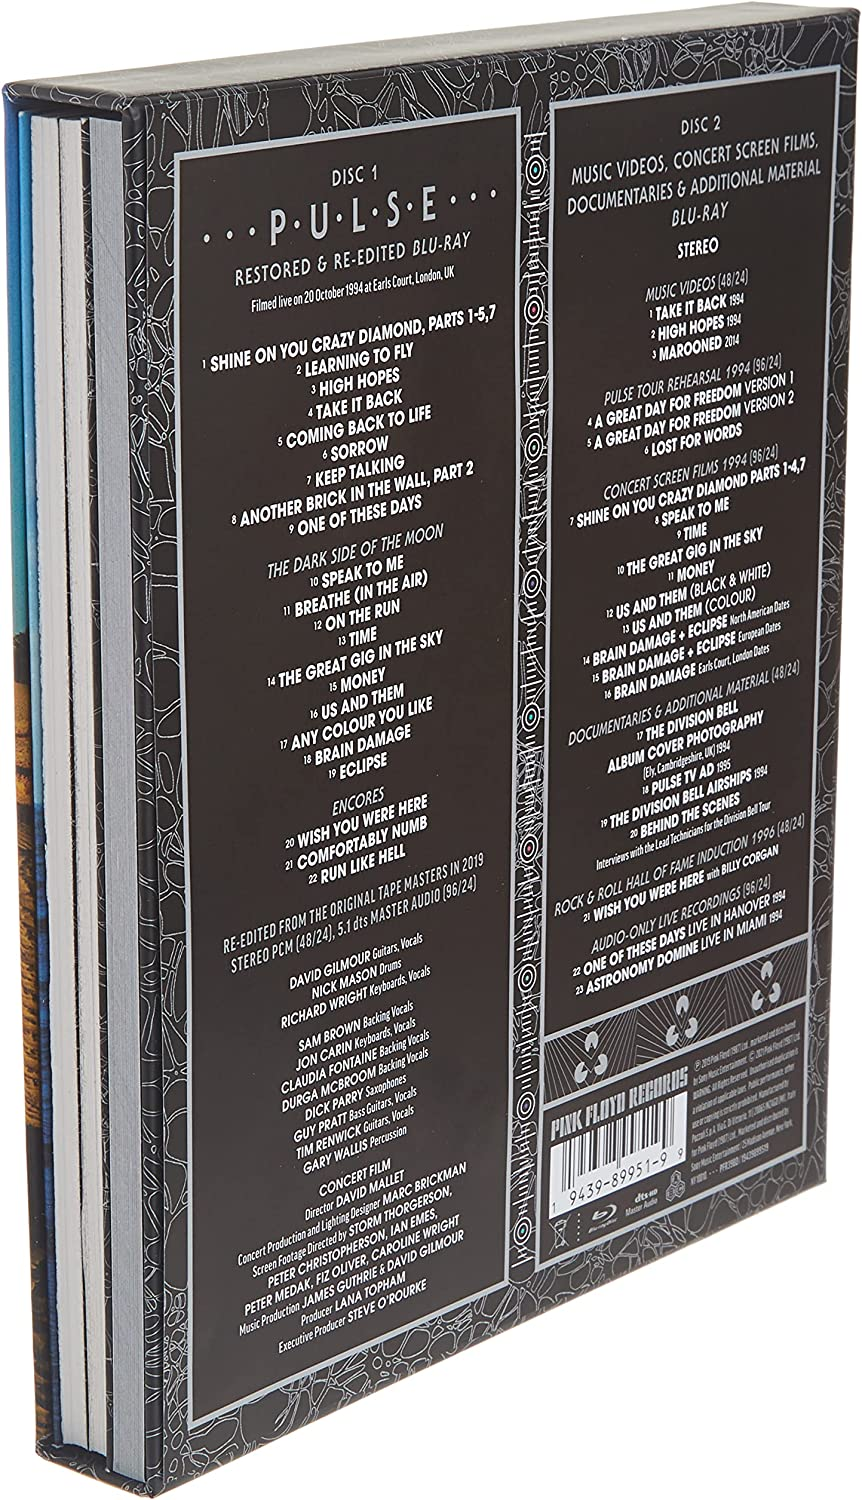 DISC 1
···P·U·L·S·E···
RESTORED & RE-EDITED BLU-RAY
Filmed live on 20 October 1994 at Earls Court, London, UK
1 SHINE ON YOU CRAZY DIAMOND, PARTS 1-5,7
2 LEARNING TO FLY
3 HIGH HOPES
4 TAKE IT BACK
5 COMING BACK TO LIFE
6 SORROW
7 KEEP TALKING
8 ANOTHER BRICK IN THE WALL, PART 2
9 ONE OF THESE DAYS
THE DARK SIDE OF THE MOON
10 SPEAK TO ME
11 BREATHE (IN THE AIR)
12 ON THE RUN
13 TIME
14 THE GREAT GIG IN THE SKY
15 MONEY
16 US AND THEM
17 ANY COLOUR YOU LIKE
18 BRAIN DAMAGE
19 ECLIPSE
ENCORES
20 WISH YOU WERE HERE
21 COMFORTABLY NUMB
22 RUN LIKE HELL
RE-EDITED FROM THE ORIGINAL TAPE MASTERS IN 2019
STEREO PCM (48/24), 5.1 dts MASTER AUDIO (96/24)
DAVID GILMOUR Guitars, Vocals
NICK MASON Drums
RICHARD WRIGHT Keyboards, Vocals
SAM BROWN Backing Vocals
JON CARIN Keyboards, Vocals
CLAUDIA FONTAINE Backing Vocals
DURGA MCBROOM Backing Vocals
DICK PARRY Saxophones
GUY PRATT Bass Guitars, Vocals
TIM RENWICK Guitars, Vocals
GARY WALLIS Percussion
CONCERT FILM
Director DAVID MALLET
Concert Production and Lighting Designer MARC BRICKMAN
Screen Footage Directed by STORM THORGERSON,
PETER CHRISTOPHERSON, IAN EMES,
PETER MEDAK, FIZ OLIVER, CAROLINE WRIGHT
Music Production JAMES GUTHRIE & DAVID GILMOUR
Producer LANA TOPHAM
Executive Producer STEVE O'ROURKE
DISC 2
MUSIC VIDEOS, CONCERT SCREEN FILMS,
DOCUMENTARIES & ADDITIONAL MATERIAL
BLU-RAY
STEREO
MUSIC VIDEOS (48/24)
1 TAKE IT BACK 1994
2 HIGH HOPES 1994
3 MAROONED 2014
PULSE TOUR REHEARSAL 1994 (96/24)
4 A GREAT DAY FOR FREEDOM VERSION 1
5 A GREAT DAY FOR FREEDOM VERSION 2
6 LOST FOR WORDS
CONCERT SCREEN FILMS 1994 (96/24)
7 SHINE ON YOU CRAZY DIAMOND PARTS 1-4,7
8 SPEAK TO ME
9 TIME
10 THE GREAT GIG IN THE SKY
11 MONEY
12 US AND THEM (BLACK & WHITE)
13 US AND THEM (COLOUR)
14 BRAIN DAMAGE + ECLIPSE North American Dates
15 BRAIN DAMAGE + ECLIPSE European Dates
16 BRAIN DAMAGE Earls Court, London Dates
DOCUMENTARIES & ADDITIONAL MATERIAL (48/24)
17 THE DIVISION BELL
ALBUM COVER PHOTOGRAPHY
(Ely, Cambridgeshire, UK) 1994
18 PULSE TV AD 1995
19 THE DIVISION BELL AIRSHIPS 1994
20 BEHIND THE SCENES
Interviews with the Lead Technicians for the Division Bell Tour
ROCK & ROLL HALL OF FAME INDUCTION 1996 (48/24)
21 WISH YOU WERE HERE with BILLY CORGAN
AUDIO-ONLY LIVE RECORDINGS (96/24)
22 ONE OF THESE DAYS LIVE IN HANOVER 1994
23 ASTRONOMY DOMINE LIVE IN MIAMI 1994
PINK FLOYD RECORDS
1 9439-89951-9 9
Blu-ray Disc
dts-HD
Master Audio